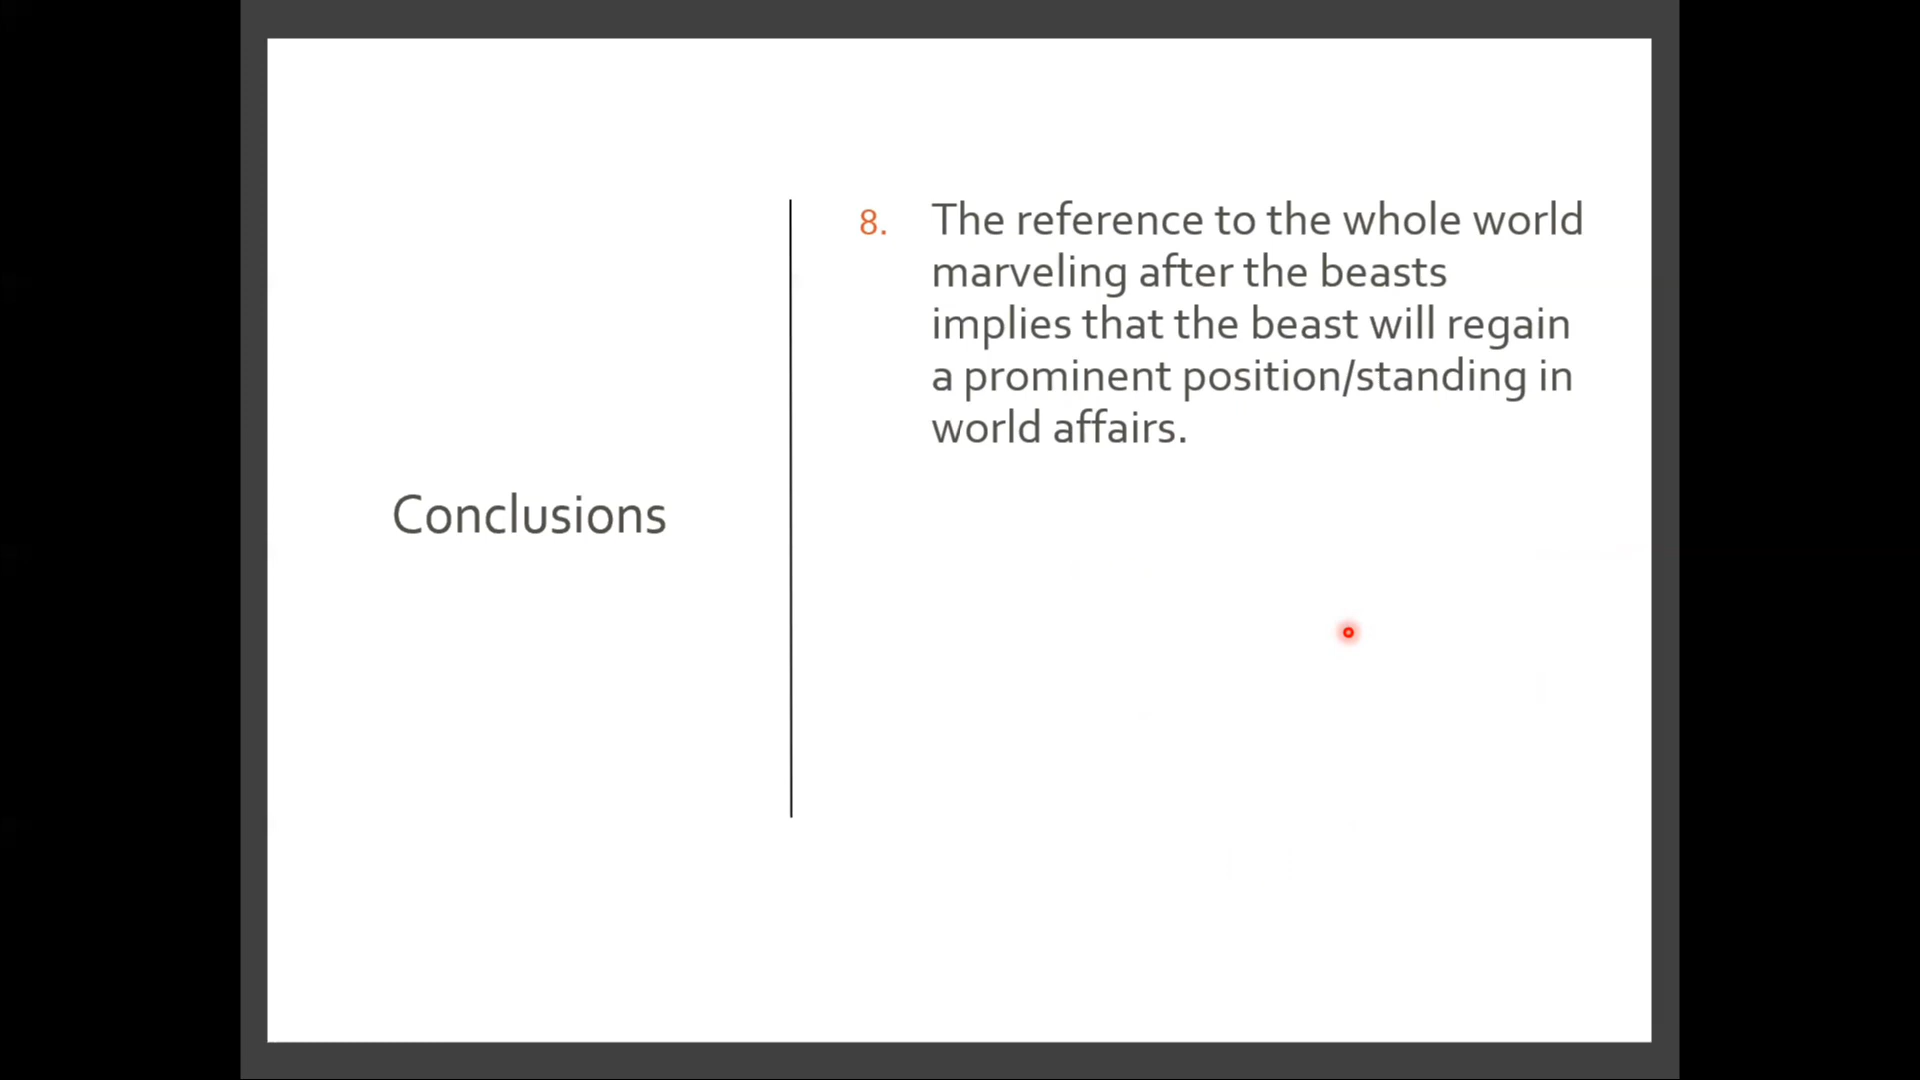 Conclusions
8. The reference to the whole world
marveling after the beasts
implies that the beast will regain
a prominent position/standing in
world affairs.